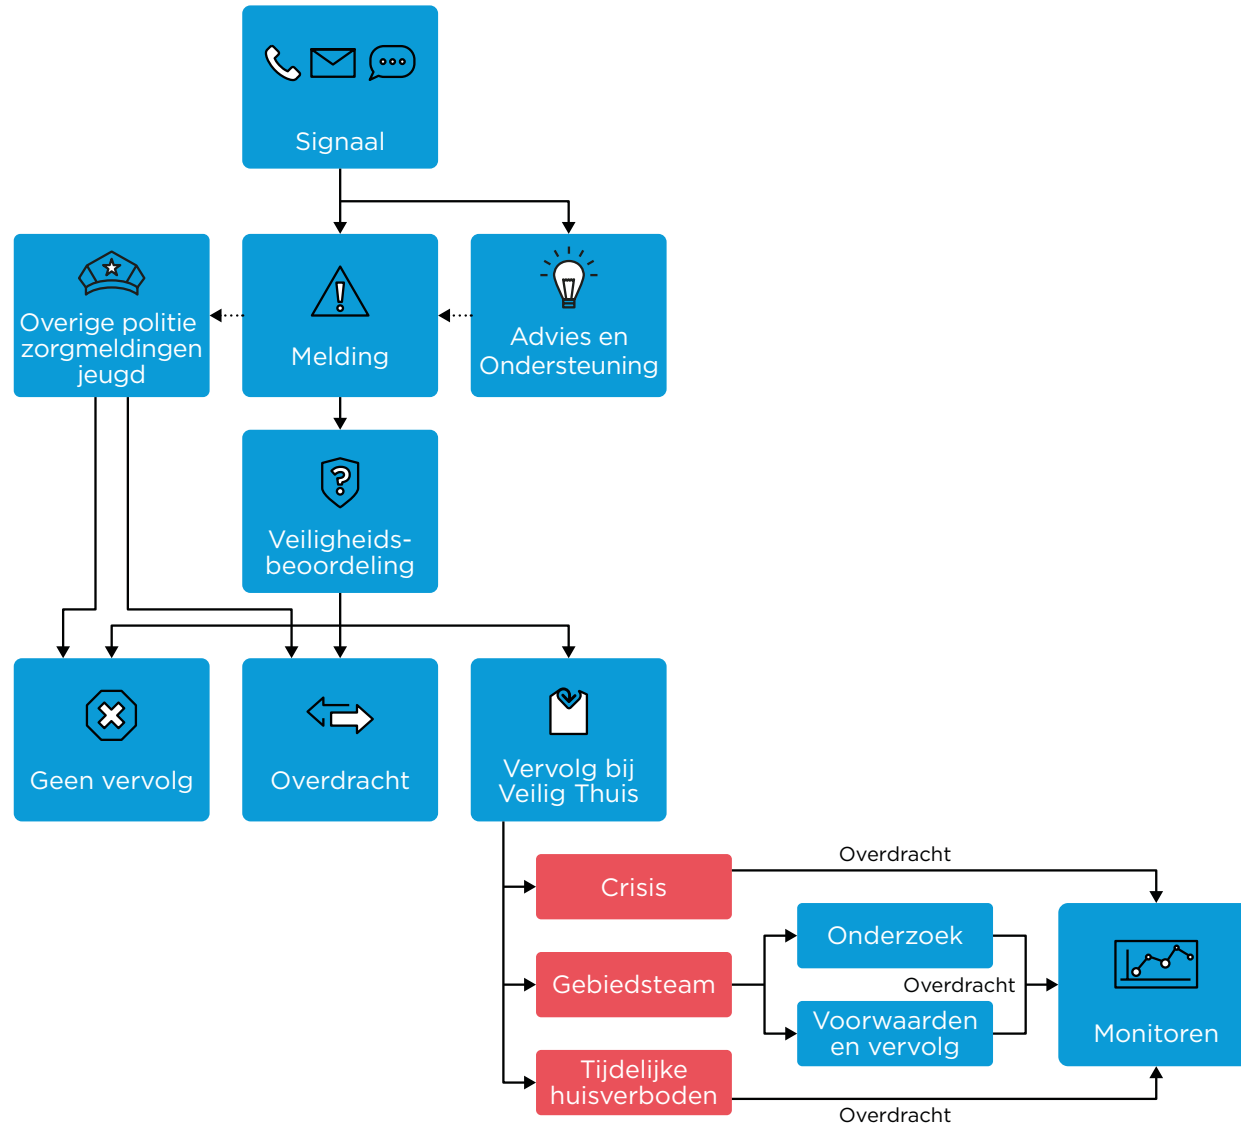 Signaal
Overige politie
zorgmeldingen
jeugd
Melding
Advies en
Ondersteuning
Veiligheids-
beoordeling
Geen vervolg
Overdracht
Vervolg bij
Veilig Thuis
Crisis
Overdracht
Gebiedsteam
Onderzoek
Overdracht
Voorwaarden
en vervolg
Monitoren
Tijdelijke
huisverboden
Overdracht